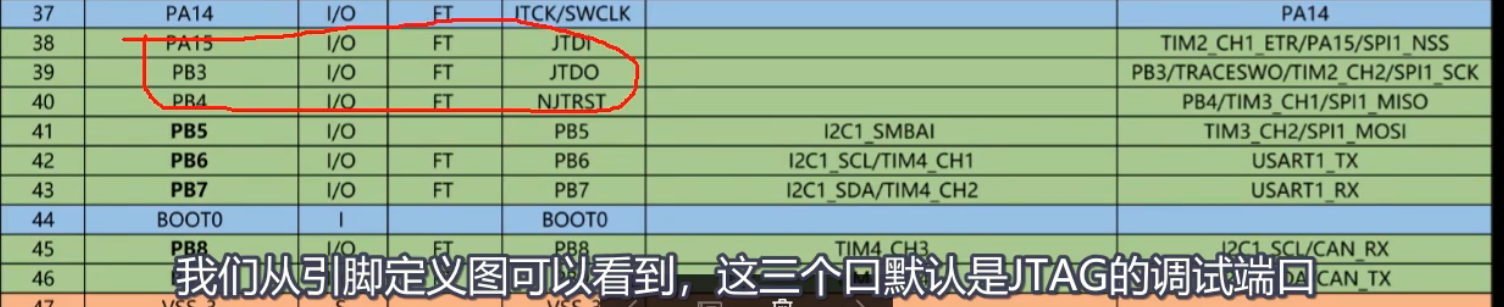 37 PA14 I/O FT JTCK/SWCLK PA14
38 PA15 I/O FT JTDI TIM2_CH1_ETR/PA15/SPI1_NSS
39 PB3 I/O FT JTDO PB3/TRACESWO/TIM2_CH2/SPI1_SCK
40 PB4 I/O FT NJTRST PB4/TIM3_CH1/SPI1_MISO
41 PB5 I/O PB5 I2C1_SMBAI TIM3_CH2/SPI1_MOSI
42 PB6 I/O FT PB6 I2C1_SCL/TIM4_CH1 USART1_TX
43 PB7 I/O FT PB7 I2C1_SDA/TIM4_CH2 USART1_RX
44 BOOT0 I BOOT0
45 PB8 I/O FT PB8 TIM4_CH3 I2C1_SCL/CAN_RX
我们从引脚定义图可以看到，这三个口默认是JTAG的调试端口
46 CAN_TX
47 VSS_3 S VSS_3